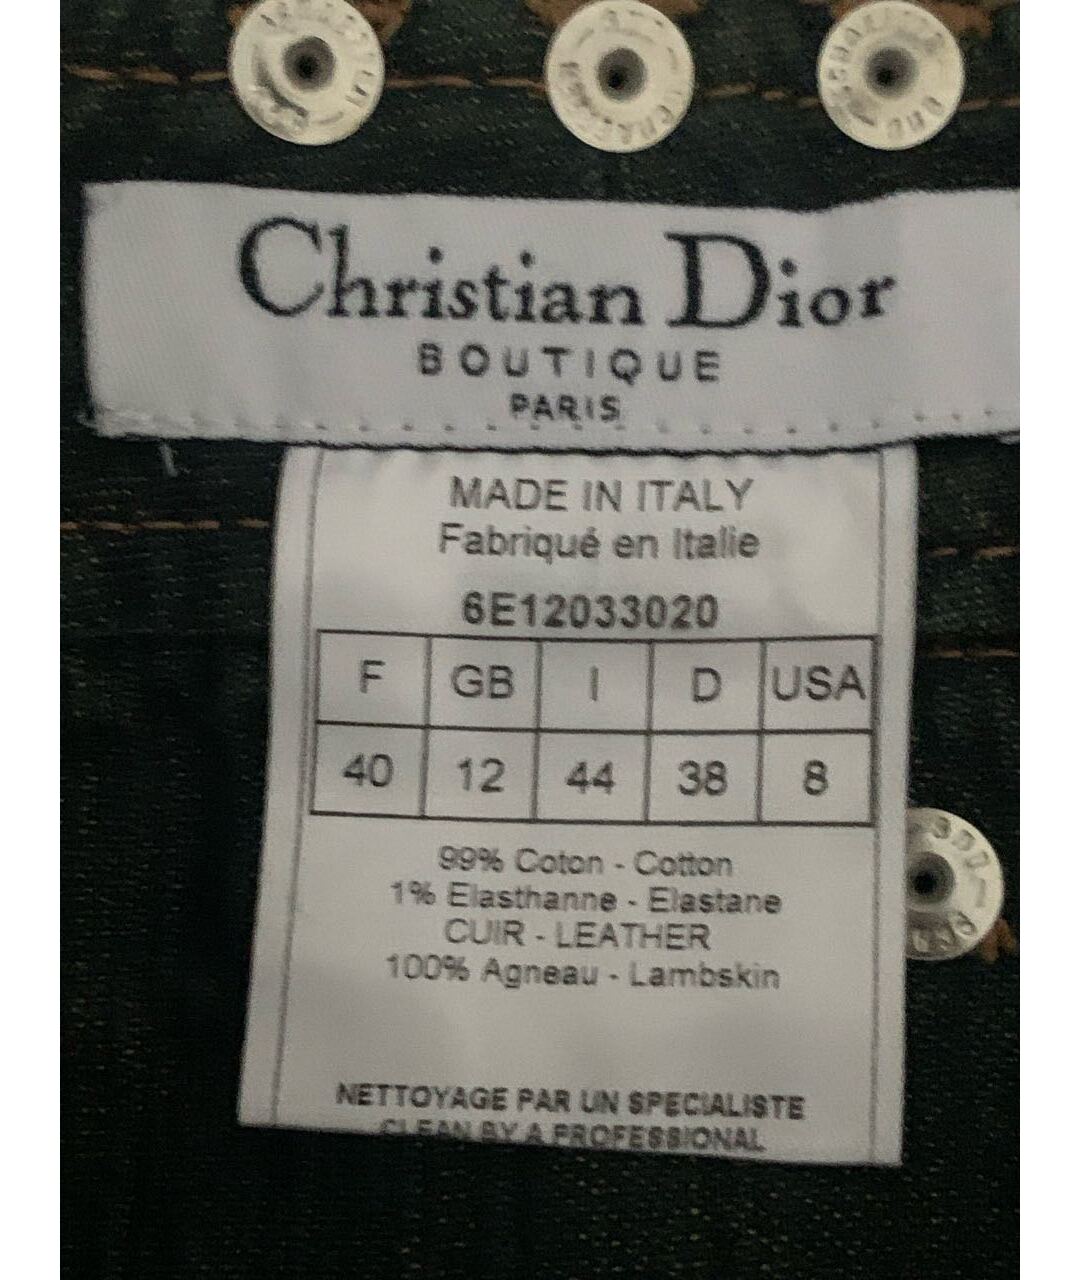 Christian Dior
BOUTIQUE
PARIS
MADE IN ITALY
Fabriqué en Italie
6E12033020
F GB I D USA
40 12 44 38 8
99% Coton - Cotton
1% Elasthanne - Elastane
CUIR - LEATHER
100% Agneau - Lambskin
NETTOYAGE PAR UN SPECIALISTE
CLEAN BY A PROFESSIONAL